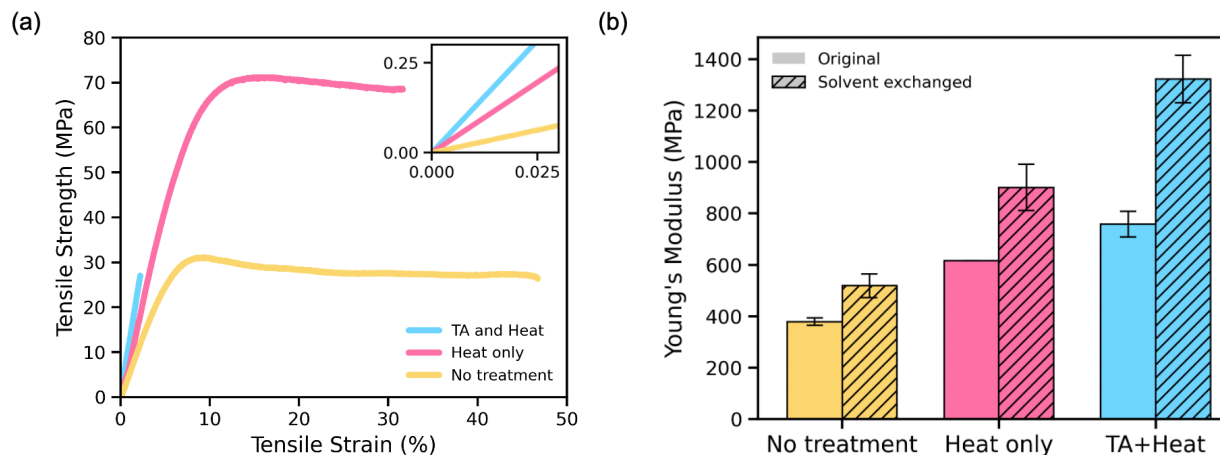 (a)
80
70
60
50
40
30
20
10
0
Tensile Strength (MPa)
0.25
0.00
0.000 0.025
TA and Heat
Heat only
No treatment
0 10 20 30 40 50
Tensile Strain (%)
(b)
1400
1200
1000
800
600
400
200
0
Young's Modulus (MPa)
Original
Solvent exchanged
No treatment Heat only TA+Heat